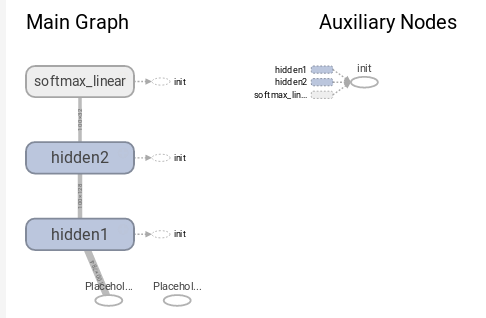 Main Graph
Auxiliary Nodes
softmax_linear
init
hidden2
init
hidden1
init
Placehol...
Placehol...
hidden1
hidden2
softmax_lin...
init